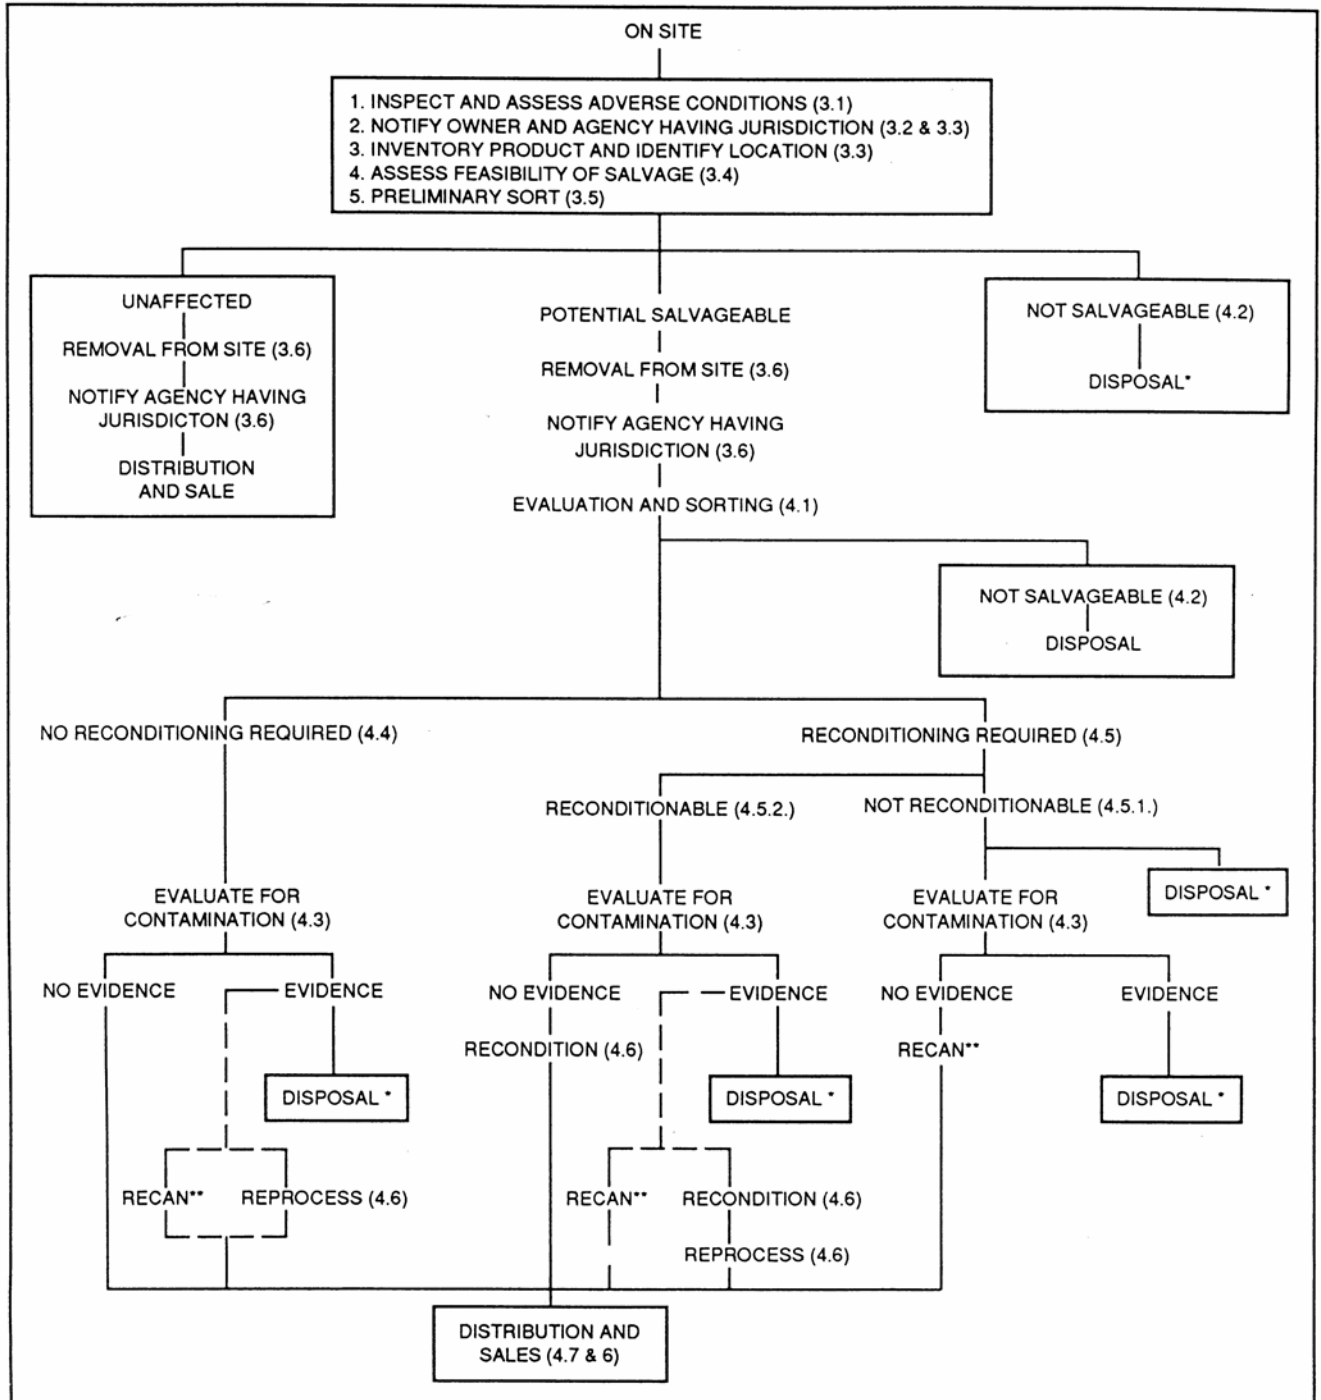 ON SITE
1. INSPECT AND ASSESS ADVERSE CONDITIONS (3.1)
2. NOTIFY OWNER AND AGENCY HAVING JURISDICTION (3.2 & 3.3)
3. INVENTORY PRODUCT AND IDENTIFY LOCATION (3.3)
4. ASSESS FEASIBILITY OF SALVAGE (3.4)
5. PRELIMINARY SORT (3.5)
UNAFFECTED
REMOVAL FROM SITE (3.6)
NOTIFY AGENCY HAVING
JURISDICTON (3.6)
DISTRIBUTION
AND SALE
POTENTIAL SALVAGEABLE
REMOVAL FROM SITE (3.6)
NOTIFY AGENCY HAVING
JURISDICTION (3.6)
EVALUATION AND SORTING (4.1)
NOT SALVAGEABLE (4.2)
DISPOSAL*
NOT SALVAGEABLE (4.2)
DISPOSAL
NO RECONDITIONING REQUIRED (4.4)
RECONDITIONING REQUIRED (4.5)
RECONDITIONABLE (4.5.2.)
NOT RECONDITIONABLE (4.5.1.)
DISPOSAL *
EVALUATE FOR
CONTAMINATION (4.3)
EVALUATE FOR
CONTAMINATION (4.3)
EVALUATE FOR
CONTAMINATION (4.3)
NO EVIDENCE
EVIDENCE
NO EVIDENCE
EVIDENCE
NO EVIDENCE
EVIDENCE
RECONDITION (4.6)
RECAN**
DISPOSAL *
DISPOSAL *
DISPOSAL *
RECAN**
REPROCESS (4.6)
RECAN**
RECONDITION (4.6)
REPROCESS (4.6)
DISTRIBUTION AND
SALES (4.7 & 6)